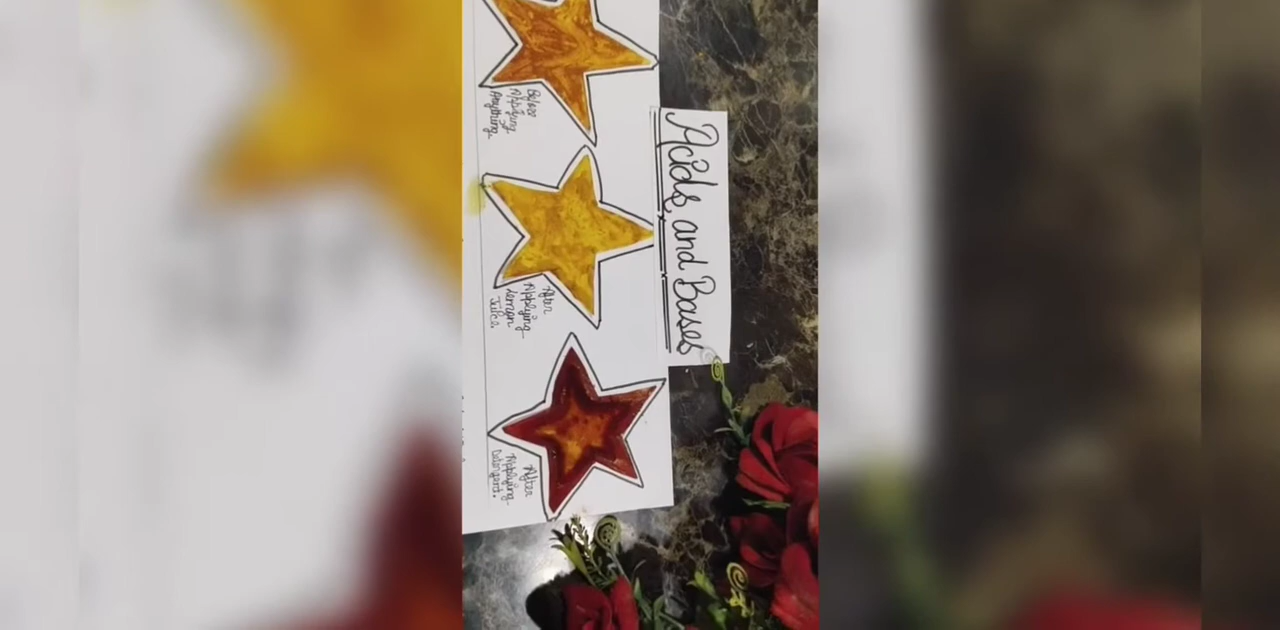 Acids and Bases
Before
Applying
Anything.
After
Applying
lemon
Juice.
After
Applying
Detergent.